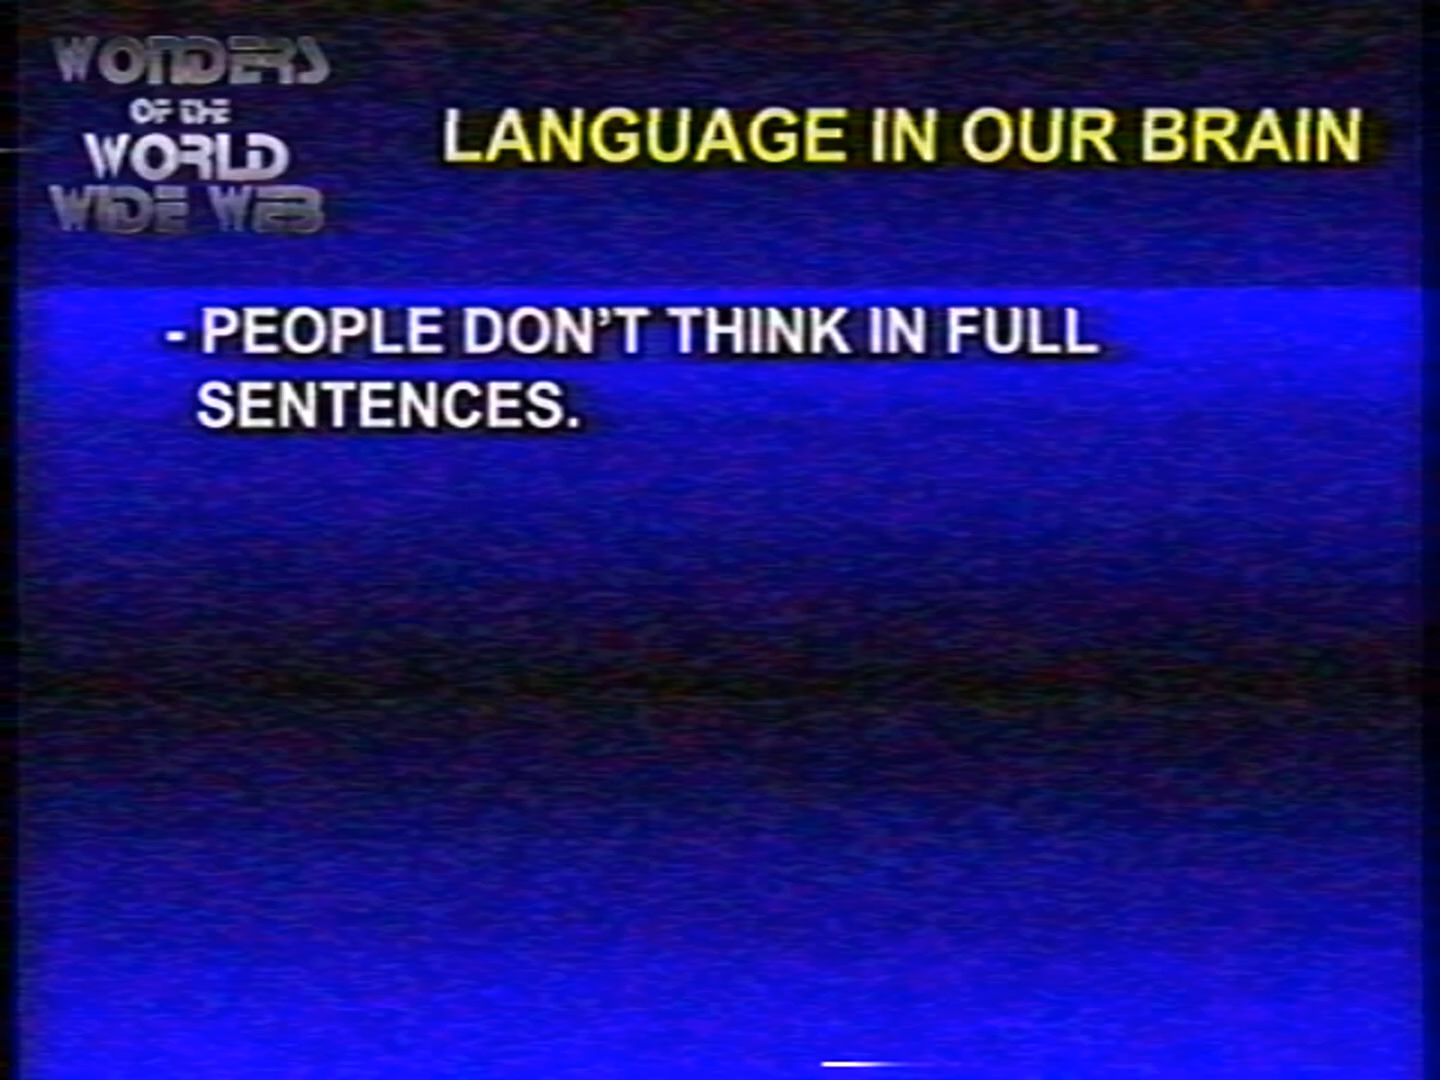 WONDERS
OF THE
WORLD
WIDE WEB
LANGUAGE IN OUR BRAIN
- PEOPLE DON'T THINK IN FULL
SENTENCES.